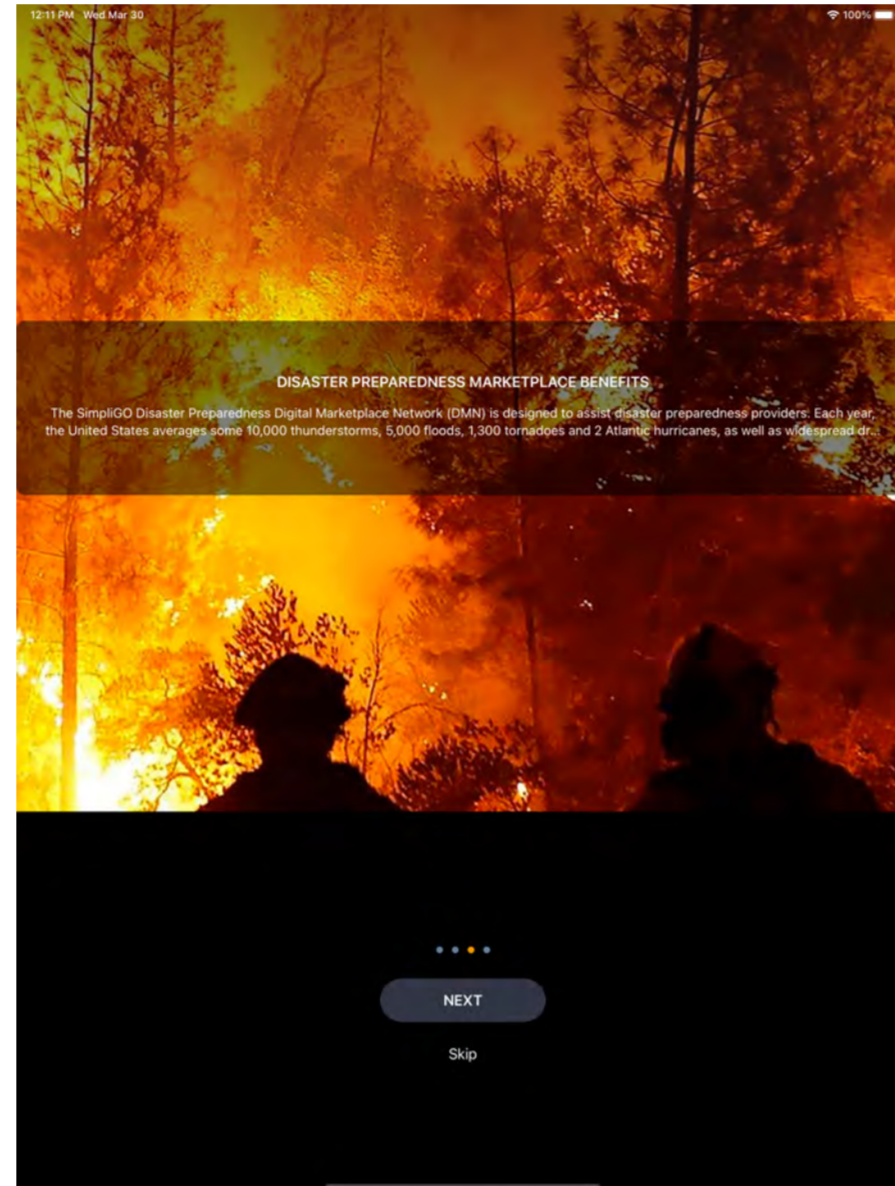 12:11 PM Wed Mar 30 100%
DISASTER PREPAREDNESS MARKETPLACE BENEFITS
The SimpliGO Disaster Preparedness Digital Marketplace Network (DMN) is designed to assist disaster preparedness providers. Each year,
the United States averages some 10,000 thunderstorms, 5,000 floods, 1,300 tornadoes and 2 Atlantic hurricanes, as well as widespread dr...
NEXT
Skip